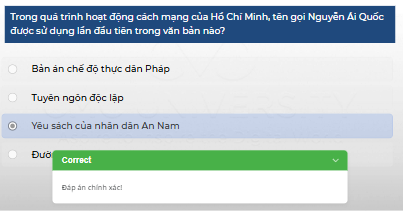 Trong quá trình hoạt động cách mạng của Hồ Chí Minh, tên gọi Nguyễn Ái Quốc
được sử dụng lần đầu tiên trong văn bản nào?
Bản án chế độ thực dân Pháp
Tuyên ngôn độc lập
Yêu sách của nhân dân An Nam
Correct
Đáp án chính xác!